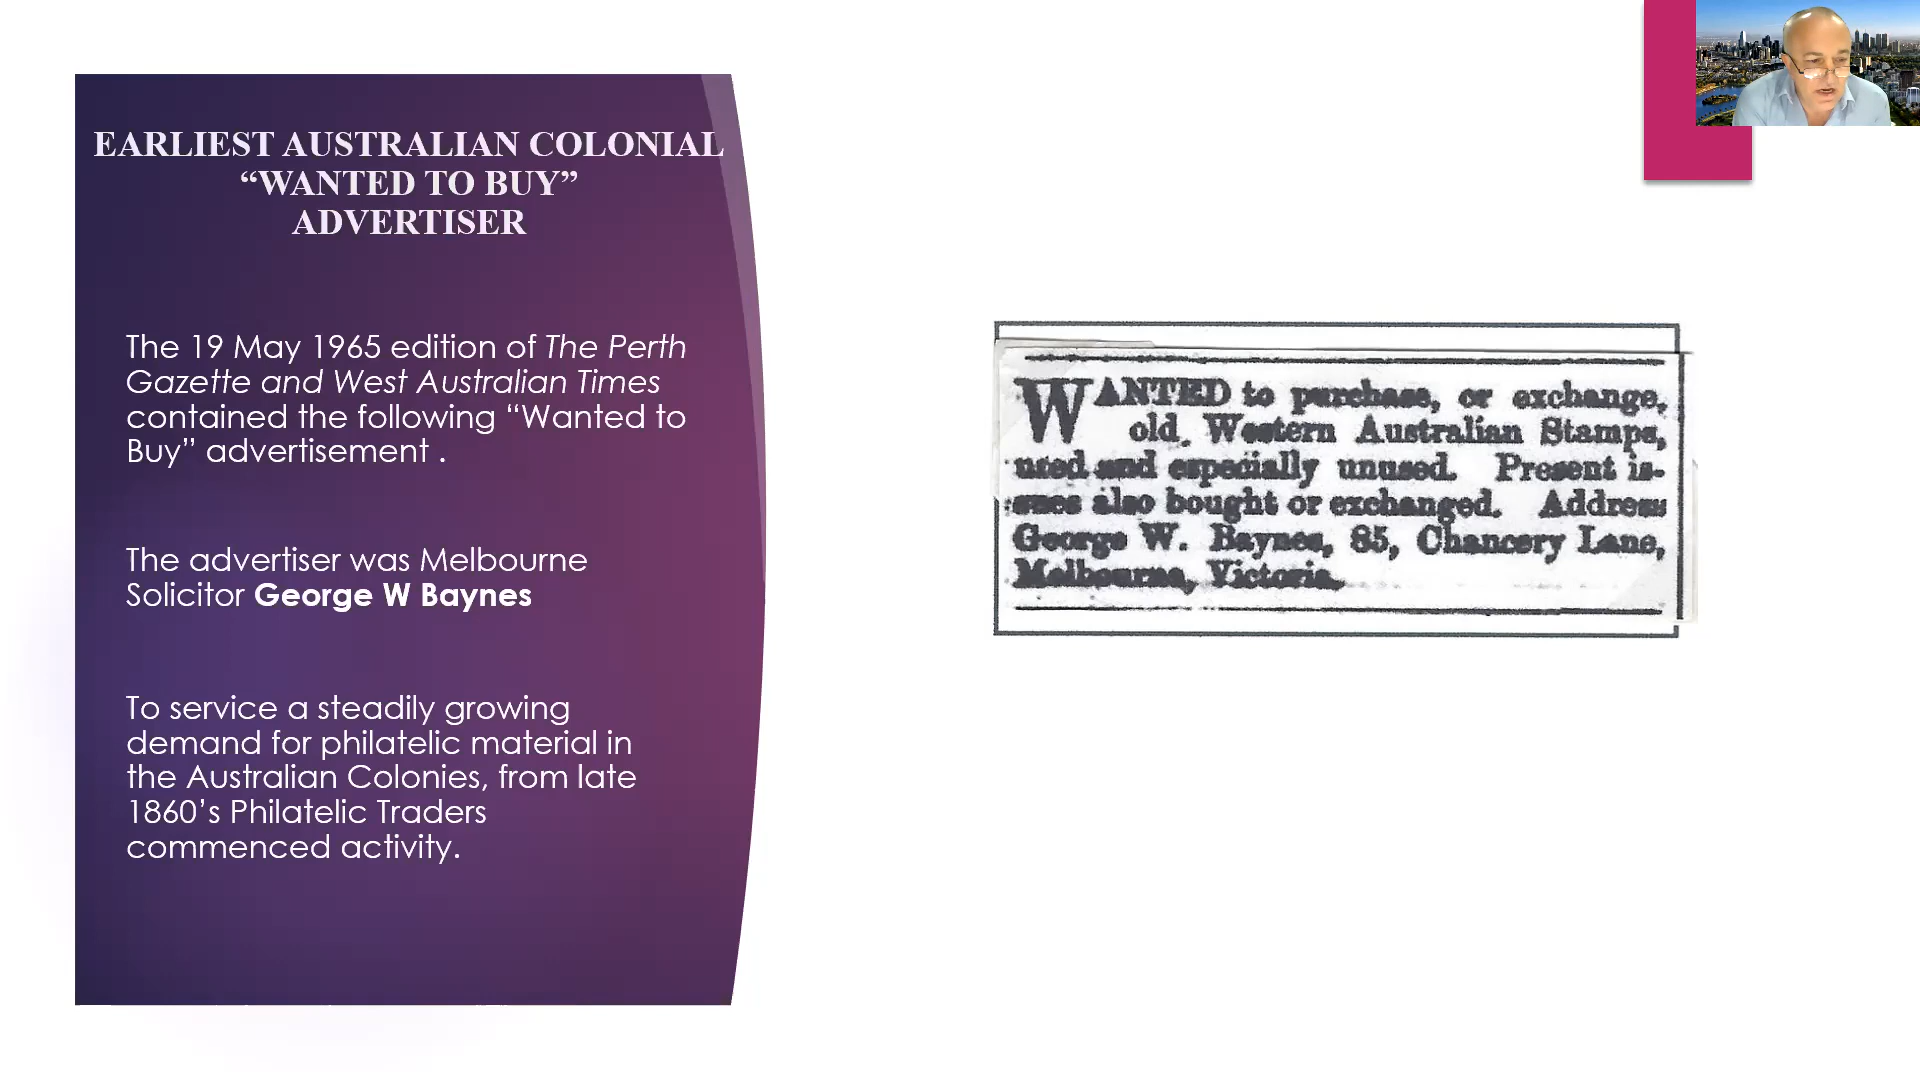 EARLIEST AUSTRALIAN COLONIAL
“WANTED TO BUY”
ADVERTISER
The 19 May 1965 edition of The Perth
Gazette and West Australian Times
contained the following “Wanted to
Buy” advertisement .
The advertiser was Melbourne
Solicitor George W Baynes
To service a steadily growing
demand for philatelic material in
the Australian Colonies, from late
1860’s Philatelic Traders
commenced activity.
WANTED to purchase, or exchange,
old Western Australian Stamps,
used and especially unused. Present is-
sues also bought or exchanged. Address
George W. Baynes, 85, Chancery Lane,
Melbourne, Victoria.